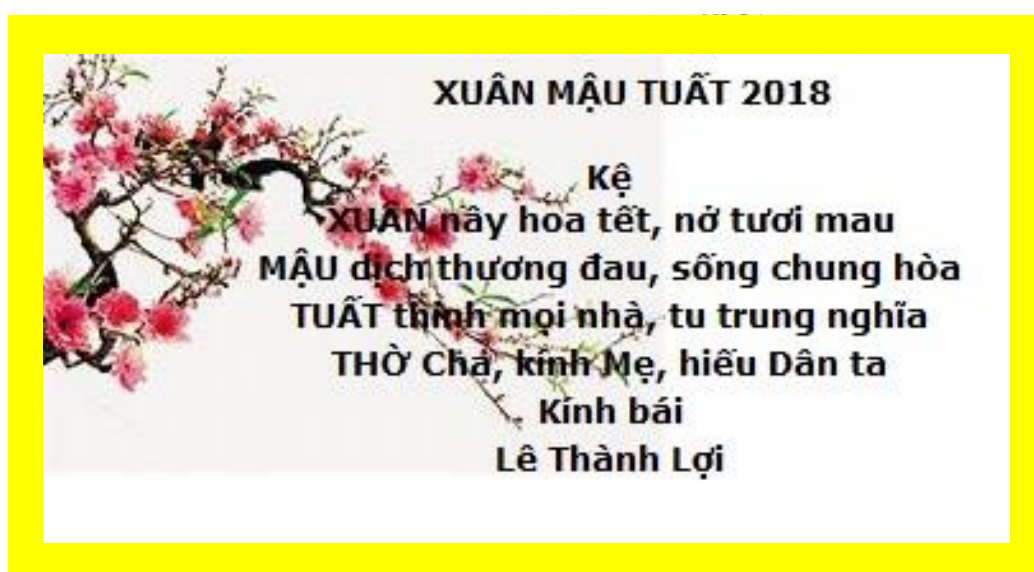 XUÂN MẬU TUẤT 2018
Kệ
XUÂN nầy hoa tết, nở tươi mau
MẬU dịch thương đau, sống chung hòa
TUẤT thỉnh mọi nhà, tu trung nghĩa
THỜ Cha, kính Mẹ, hiếu Dân ta
Kính bái
Lê Thành Lợi